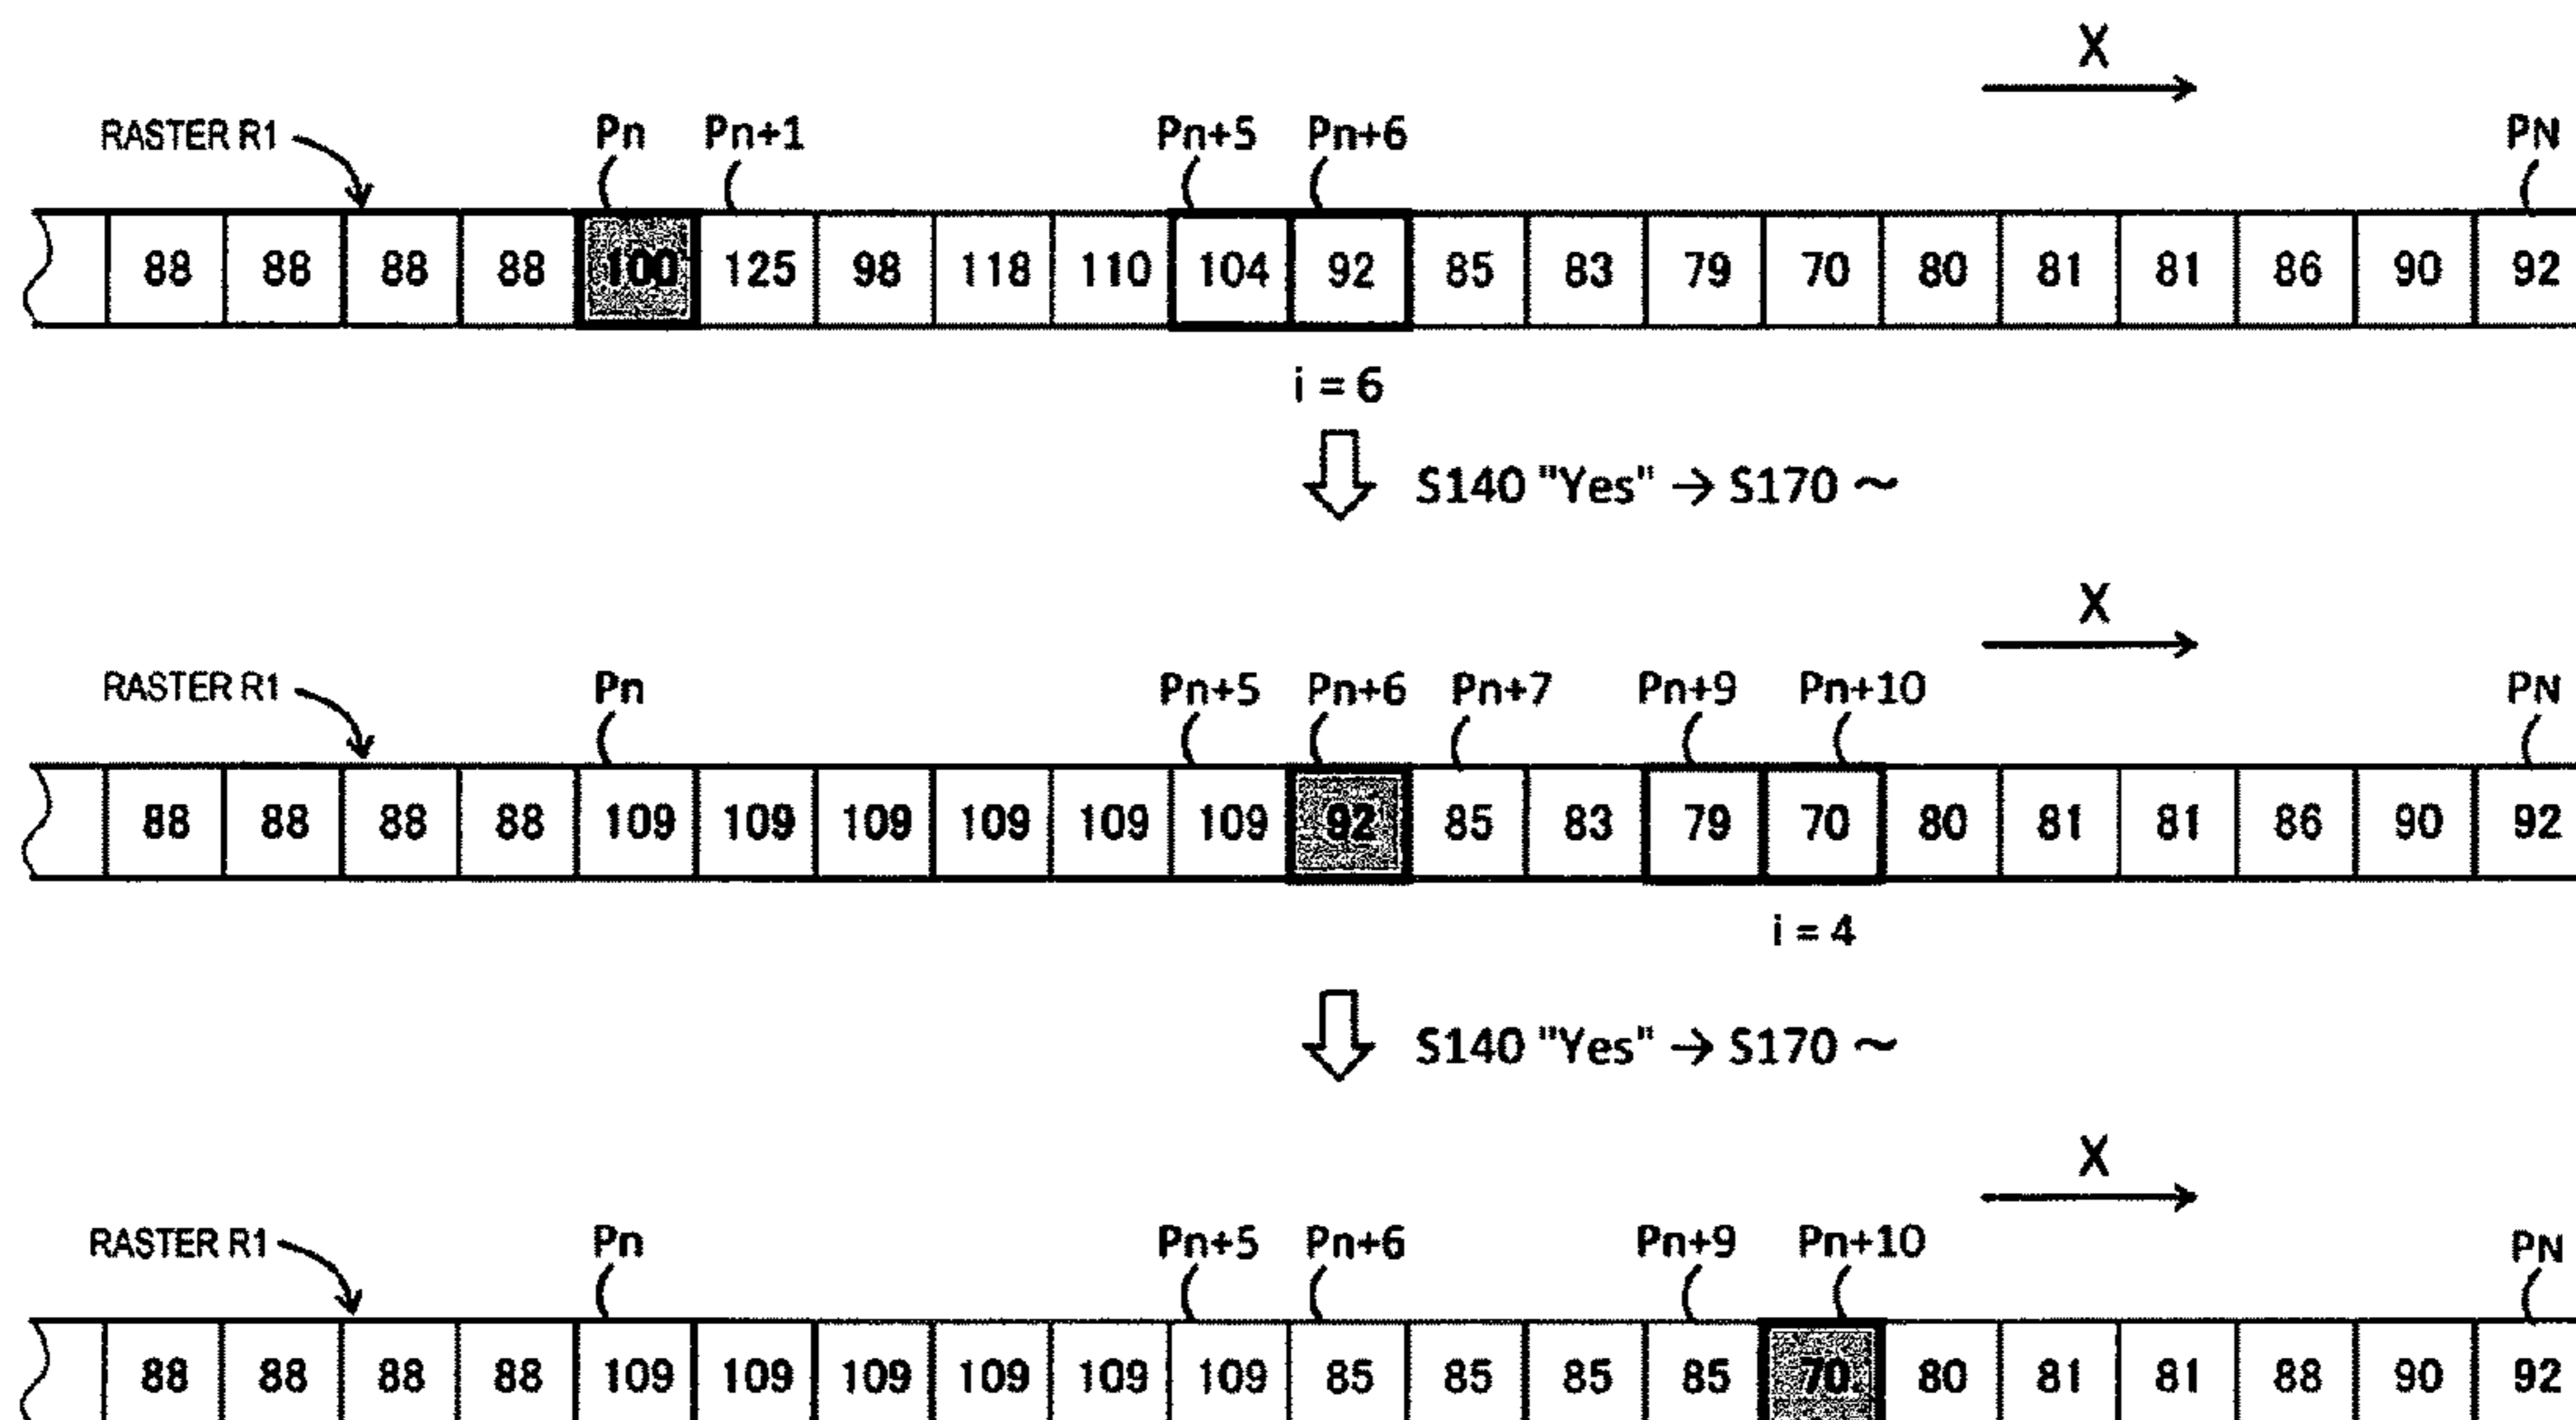 X
RASTER R1 Pn Pn+1 Pn+5 Pn+6 PN
88 88 88 88 100 125 98 118 110 104 92 85 83 79 70 80 81 81 86 90 92
i = 6
S140 "Yes" → S170 ~
X
RASTER R1 Pn Pn+5 Pn+6 Pn+7 Pn+9 Pn+10 PN
88 88 88 88 109 109 109 109 109 109 92 85 83 79 70 80 81 81 86 90 92
i = 4
S140 "Yes" → S170 ~
X
RASTER R1 Pn Pn+5 Pn+6 Pn+9 Pn+10 PN
88 88 88 88 109 109 109 109 109 109 85 85 85 85 70 80 81 81 88 90 92